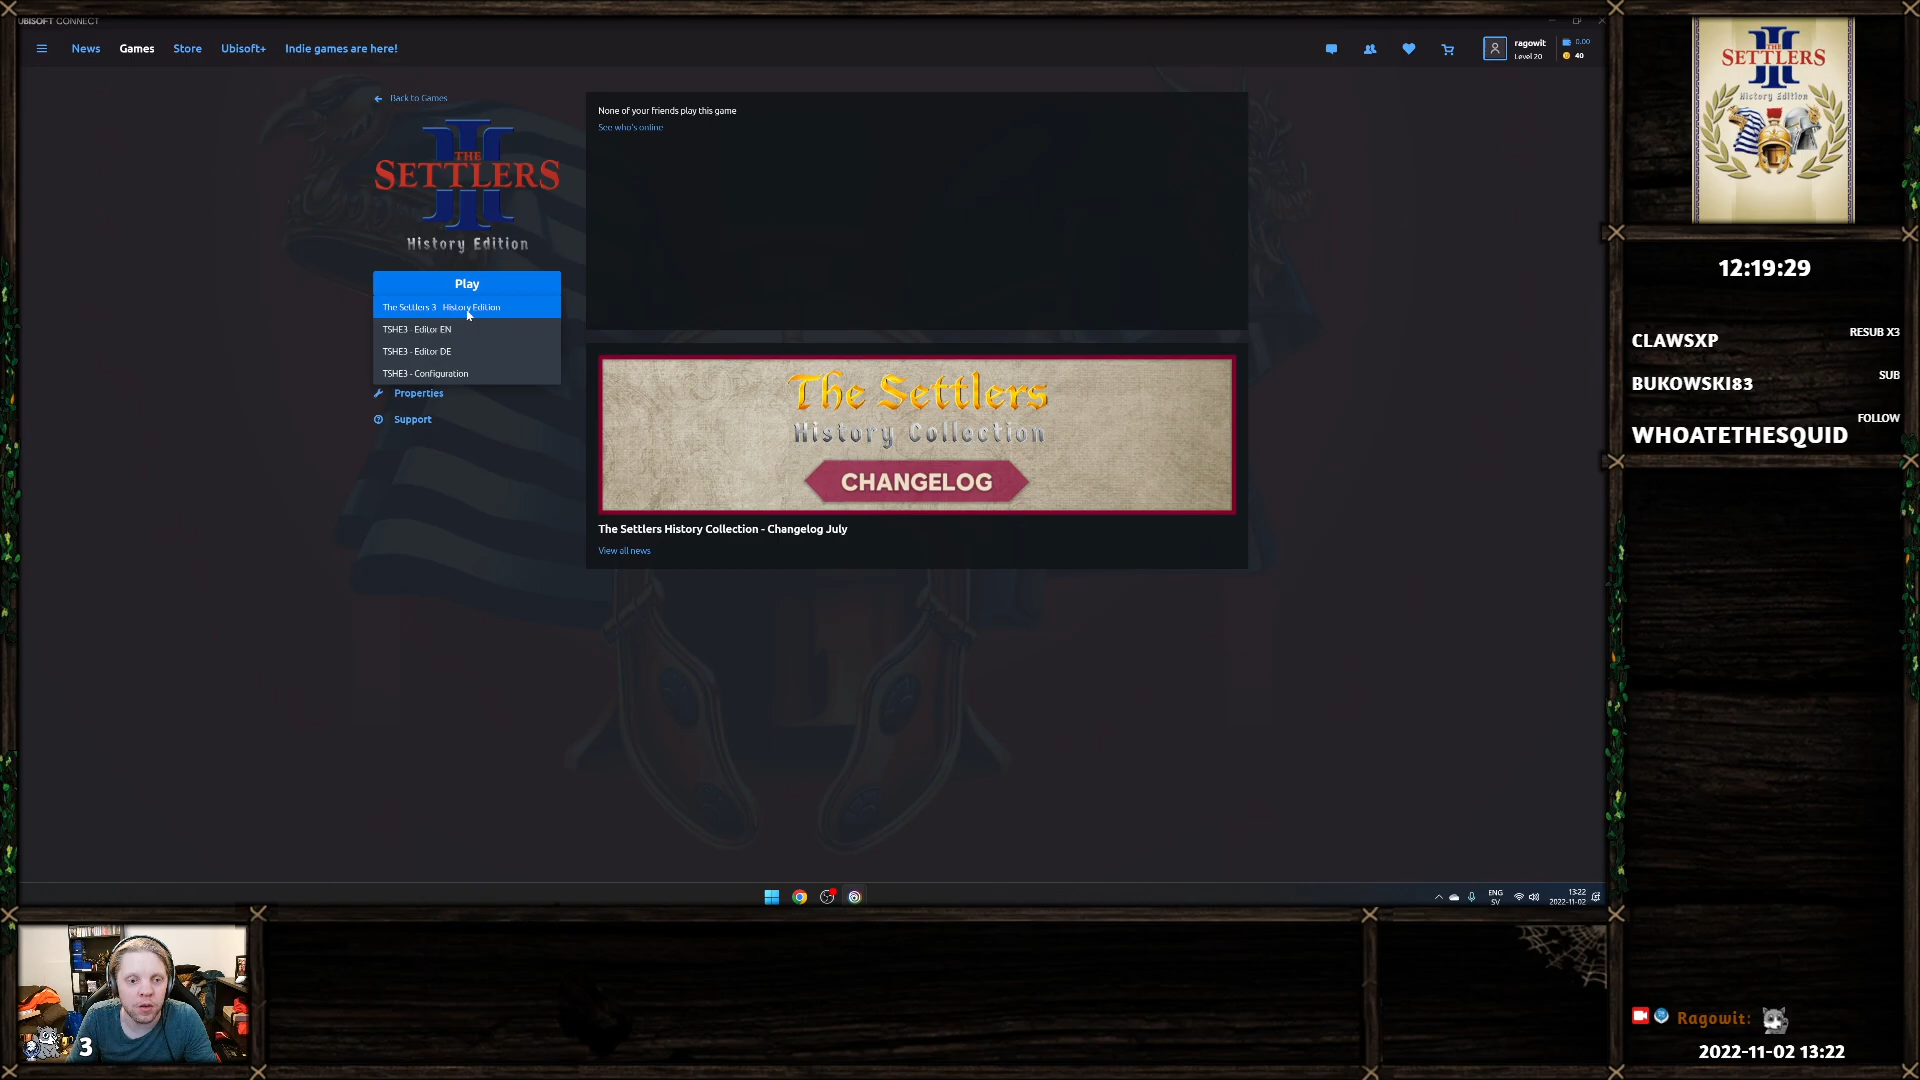 UBISOFT CONNECT
News
Games
Store
Ubisoft+
Indie games are here!
ragowit
Level 20
0.00
40
Back to Games
THE
SETTLERS
III
History Edition
Play
The Settlers 3 - History Edition
TSHE3 - Editor EN
TSHE3 - Editor DE
TSHE3 - Configuration
Properties
Support
None of your friends play this game
See who's online
The Settlers
History Collection
CHANGELOG
The Settlers History Collection - Changelog July
View all news
ENG
SV
13:22
2022-11-02
THE
SETTLERS
III
History Edition
12:19:29
RESUB X3
CLAWSXP
SUB
BUKOWSKI83
FOLLOW
WHOATETHESQUID
3
Ragowit:
2022-11-02 13:22